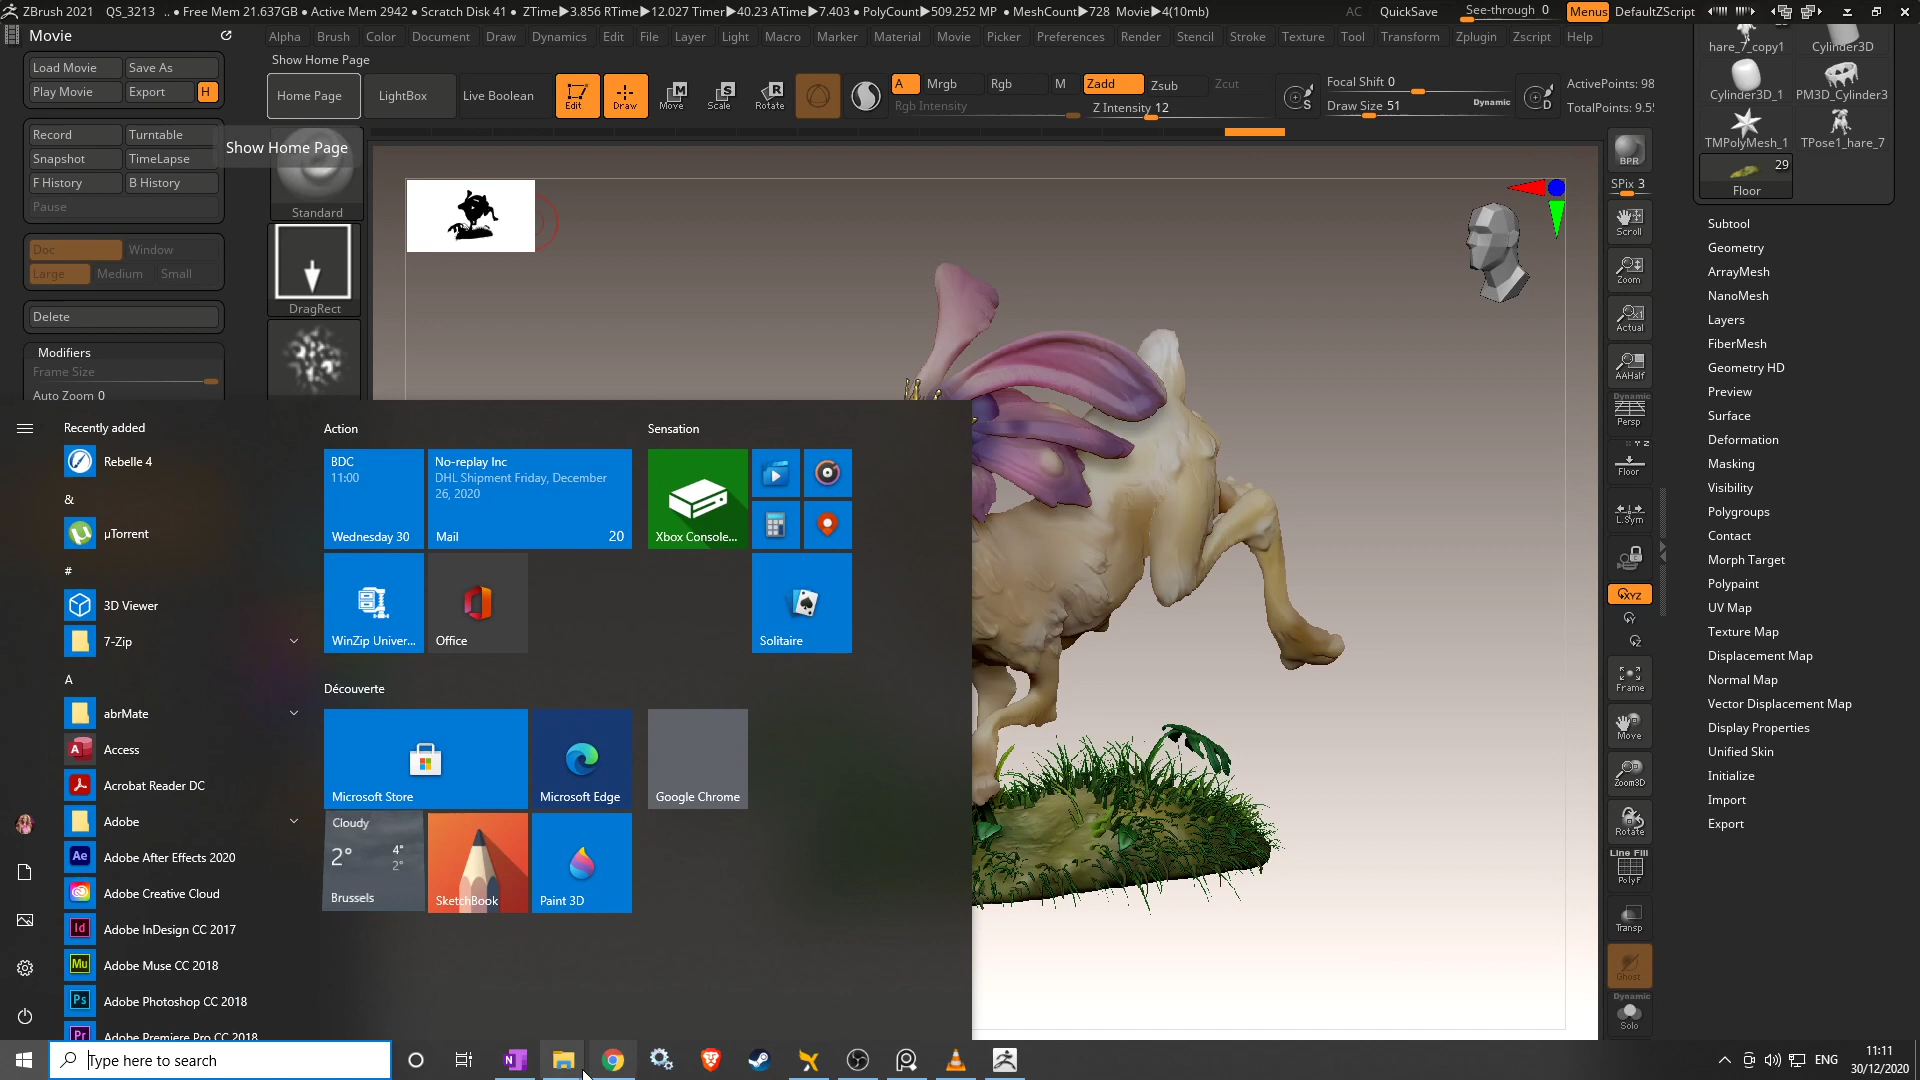 ZBrush 2021 QS_3213 .. • Free Mem 21.637GB • Active Mem 2942 • Scratch Disk 41 • ZTime▶3.856 RTime▶12.027 Timer▶40.23 ATime▶7.403 • PolyCount▶509.252 MP • MeshCount▶728 Movie▶4(10mb) AC QuickSave See-through 0 Menus DefaultZScript
Movie
Alpha Brush Color Document Draw Dynamics Edit File Layer Light Macro Marker Material Movie Picker Preferences Render Stencil Stroke Texture Tool Transform Zplugin Zscript Help
Show Home Page
Load Movie Save As
Play Movie Export H
Home Page LightBox Live Boolean Edit Draw Move Scale Rotate
A Mrgb Rgb M Zadd Zsub Zcut
Rgb Intensity Z Intensity 12
Focal Shift 0
Draw Size 51 Dynamic
ActivePoints: 98
TotalPoints: 9.55
Record Turntable
Snapshot TimeLapse
F History B History
Pause
Show Home Page
Standard
Doc Window
Large Medium Small
DragRect
Delete
Modifiers
Frame Size
Auto Zoom 0
hare_7_copy1 Cylinder3D
Cylinder3D_1 PM3D_Cylinder3
TMPolyMesh_1 TPose1_hare_7
29
Floor
BPR
SPix 3
Scroll
Zoom
Actual
AAHalf
Dynamic
Persp
Floor
L.Sym
XYZ
Y
Z
Frame
Move
Zoom3D
Rotate
Line Fill
PolyF
Transp
Ghost
Dynamic
Solo
Subtool
Geometry
ArrayMesh
NanoMesh
Layers
FiberMesh
Geometry HD
Preview
Surface
Deformation
Masking
Visibility
Polygroups
Contact
Morph Target
Polypaint
UV Map
Texture Map
Displacement Map
Normal Map
Vector Displacement Map
Display Properties
Unified Skin
Initialize
Import
Export
Recently added
Rebelle 4
&
µTorrent
#
3D Viewer
7-Zip
A
abrMate
Access
Acrobat Reader DC
Adobe
Adobe After Effects 2020
Adobe Creative Cloud
Adobe InDesign CC 2017
Adobe Muse CC 2018
Adobe Photoshop CC 2018
Adobe Premiere Pro CC 2018
Action
BDC
11:00
Wednesday 30
No-replay Inc
DHL Shipment Friday, December
26, 2020
Mail 20
WinZip Univer...
Office
Sensation
Xbox Console...
Solitaire
Découverte
Microsoft Store
Microsoft Edge
Google Chrome
Cloudy
2° 4°
2°
Brussels
SketchBook
Paint 3D
Type here to search
ENG
11:11
30/12/2020